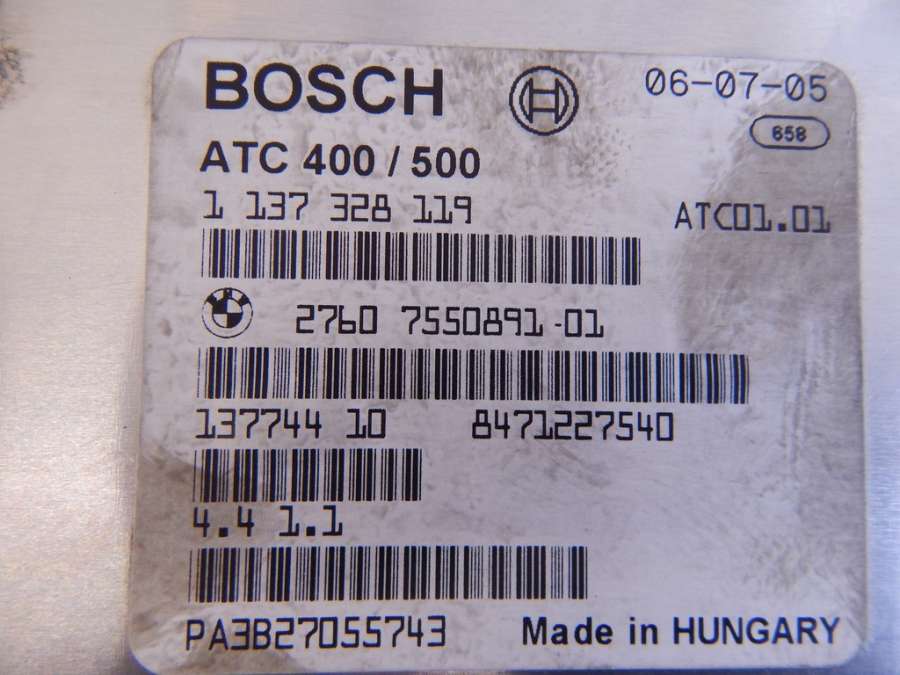 BOSCH 06-07-05
658
ATC 400 / 500
1 137 328 119 ATC01.01
2760 7550891-01
137744 10 8471227540
4.4 1.1
PA3B27055743 Made in HUNGARY